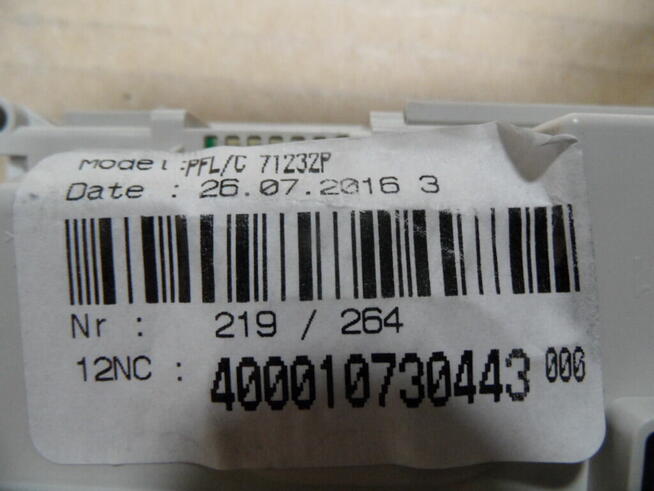 Model :PFL/C 71232P
Date : 26.07.2016 3
Nr : 219 / 264
12NC : 400010730443 000